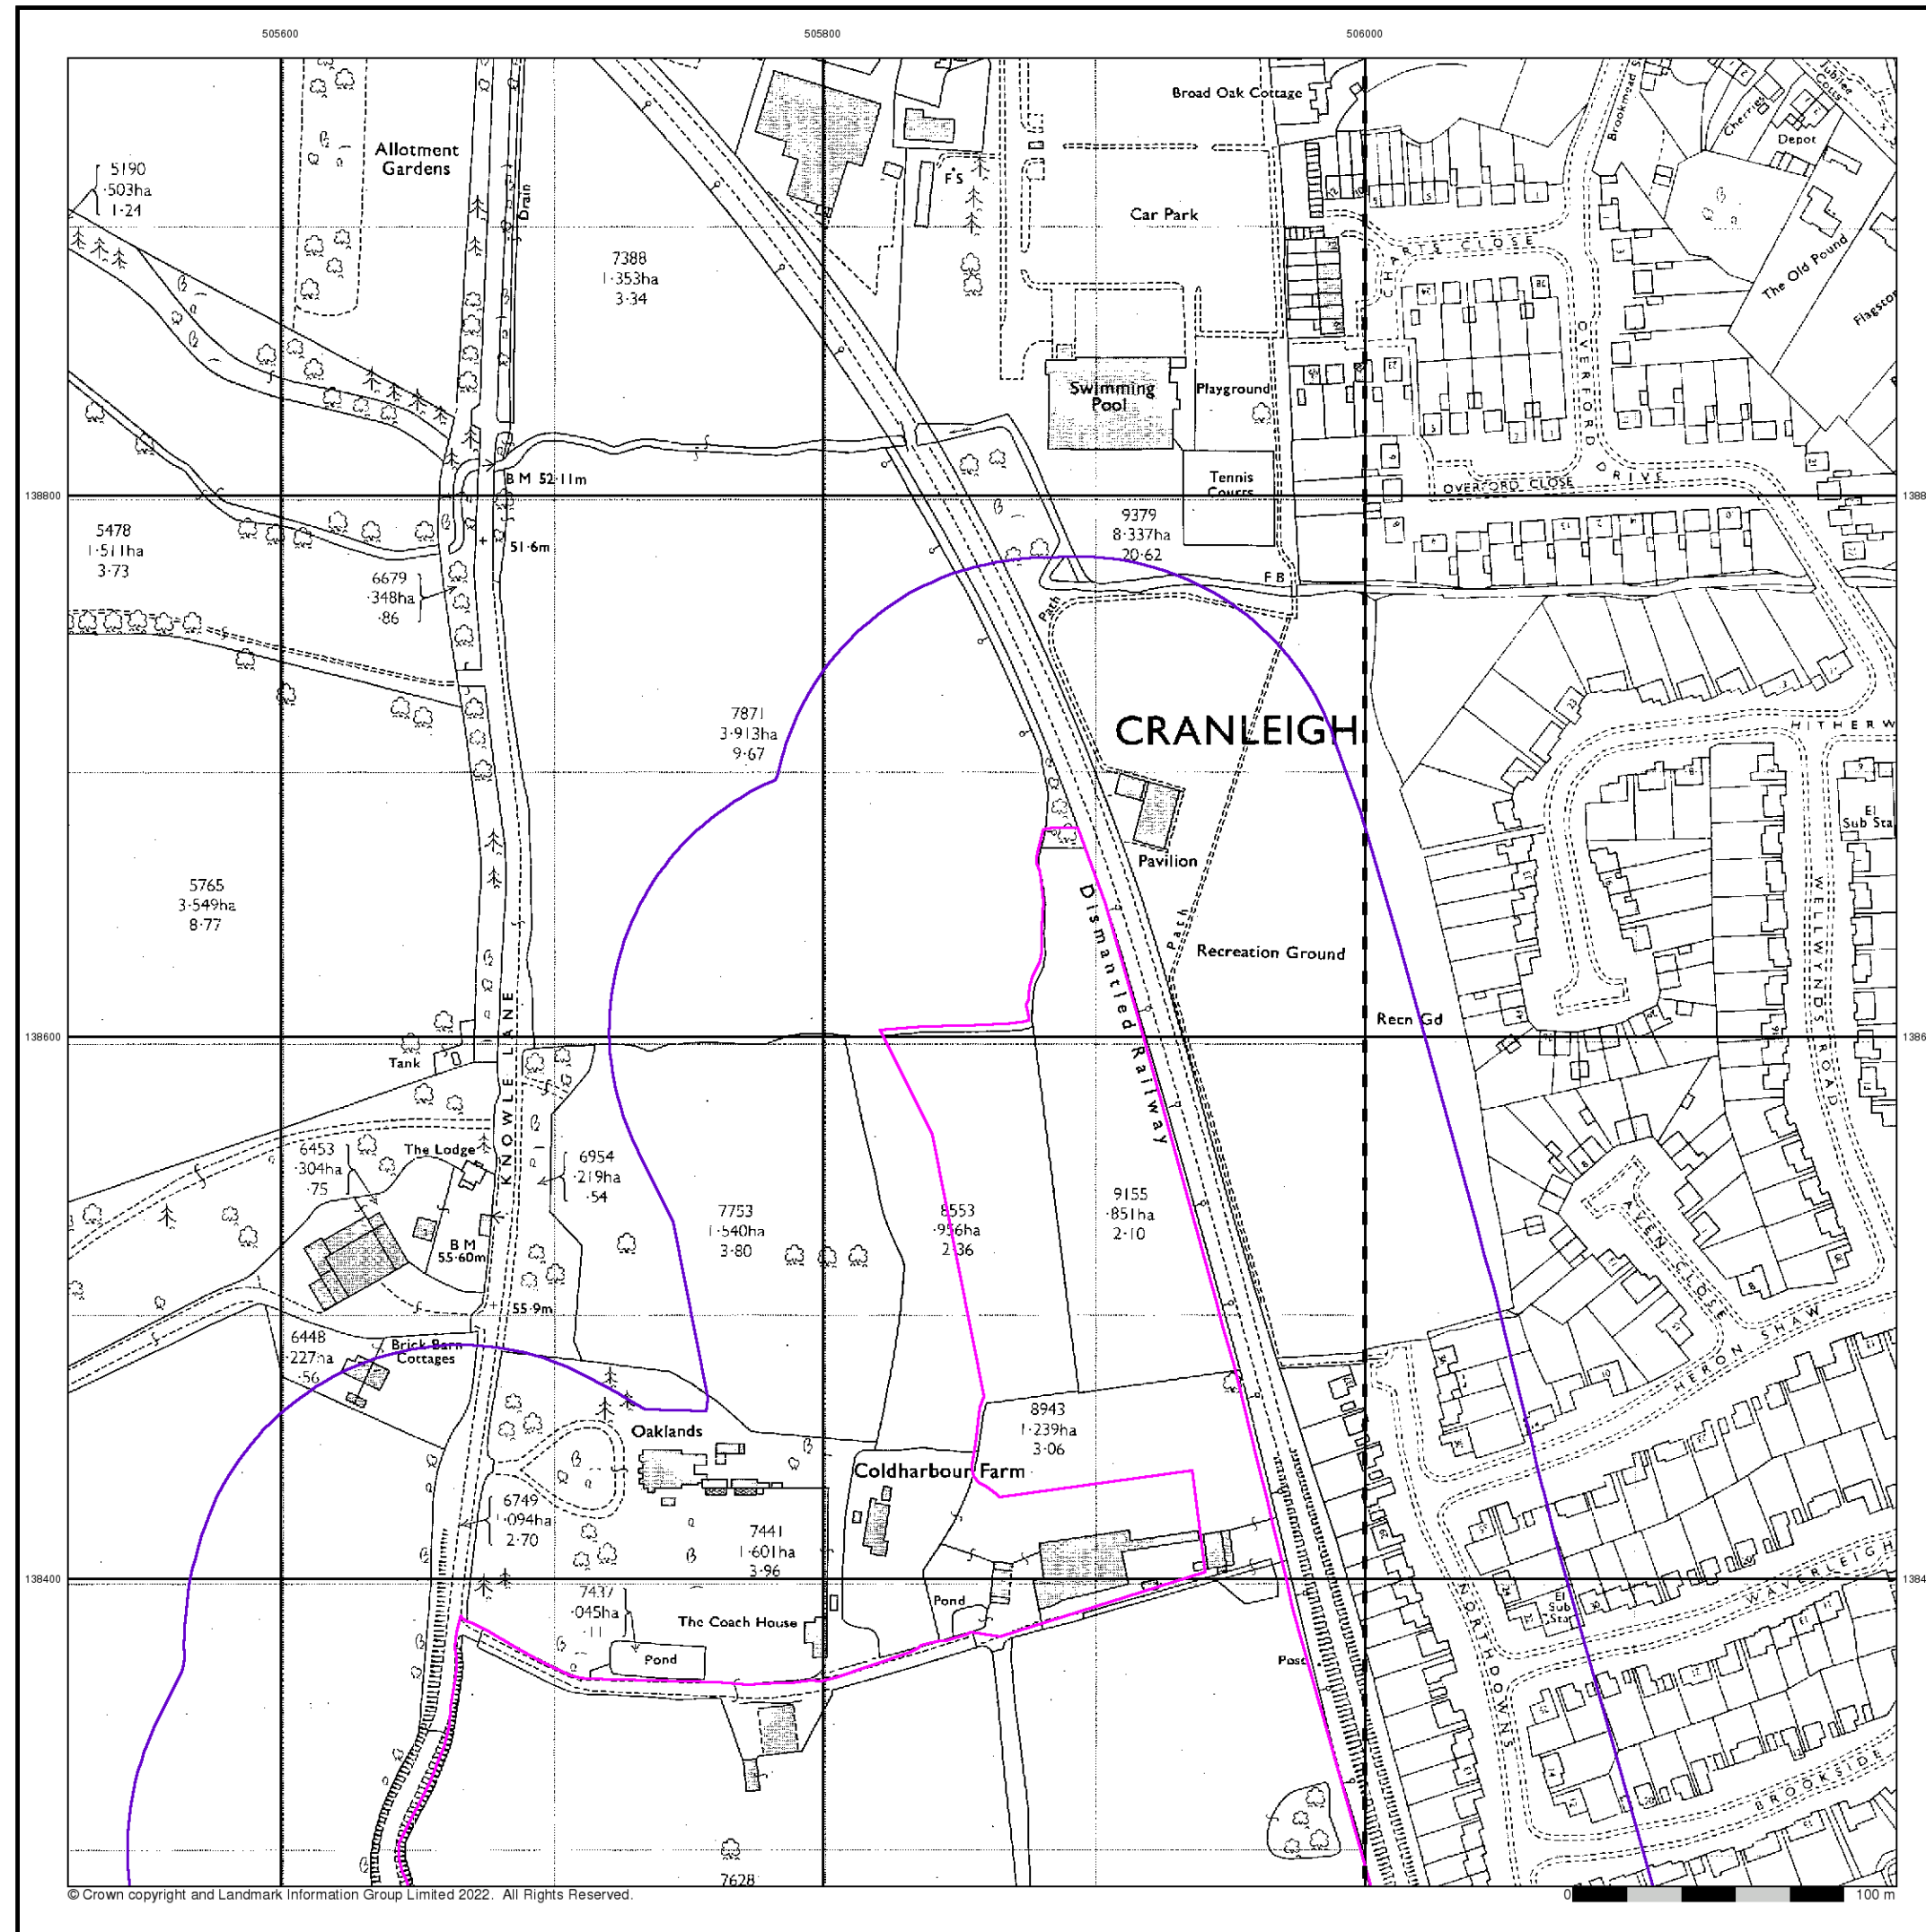 505600
505800
506000
Broad Oak Cottage
Allotment
Gardens
Drain
5190
·503ha
1·24
FS
Car Park
Cherries
Depot
Jubilee
Cotts
The Old Pound
HARTS CLOSE
7388
1·353ha
3·34
OVERFORD DRIVE
Swimming
Pool
Playground
B M 52·11m
Tennis
Courts
OVERFORD CLOSE
138800
5478
1·511ha
3·73
51·6m
9379
8·337ha
20·62
6679
·348ha
·86
F B
Path
7871
3·913ha
9·67
CRANLEIGH
HITHERW
El
Sub Sta
Pavilion
5765
3·549ha
8·77
Dismantled Railway
Path
Recreation Ground
WELLWYNDS ROAD
KNOWLE LANE
Recn Gd
138600
Tank
6453
·304ha
·75
The Lodge
6954
·219ha
·54
7753
1·540ha
3·80
8553
·956ha
2·36
9155
·851ha
2·10
B M
55·60m
55·9m
AVEN CLOSE
HERON SHAW
6448
·227ha
·56
Brick Barn
Cottages
Oaklands
8943
1·239ha
3·06
Coldharbour Farm
6749
1·094ha
2·70
7441
1·601ha
3·96
138400
7437
·045ha
·11
Pond
The Coach House
Pond
El
Sub
Sta
WAVERLEIGH
NORTHDOWNS
BROOKSIDE
7628
© Crown copyright and Landmark Information Group Limited 2022. All Rights Reserved.
0
100 m